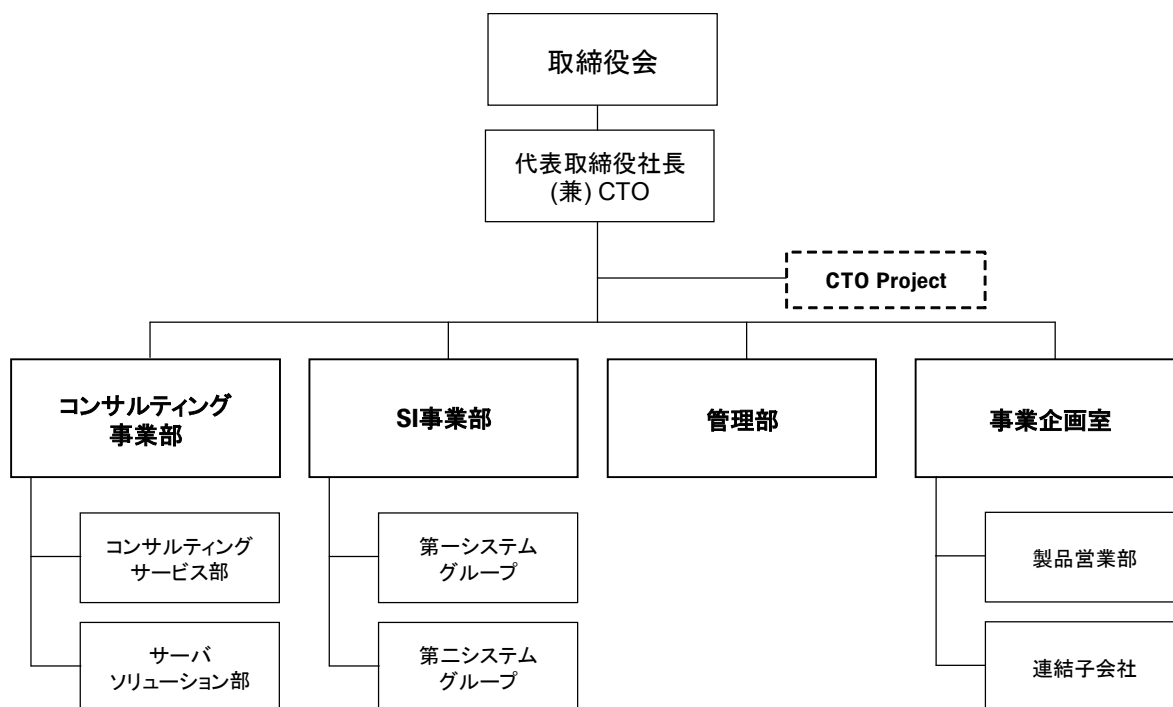 取締役会
代表取締役社長
(兼) CTO
CTO Project
コンサルティング
事業部
SI事業部
管理部
事業企画室
コンサルティング
サービス部
第一システム
グループ
製品営業部
サーバ
ソリューション部
第二システム
グループ
連結子会社